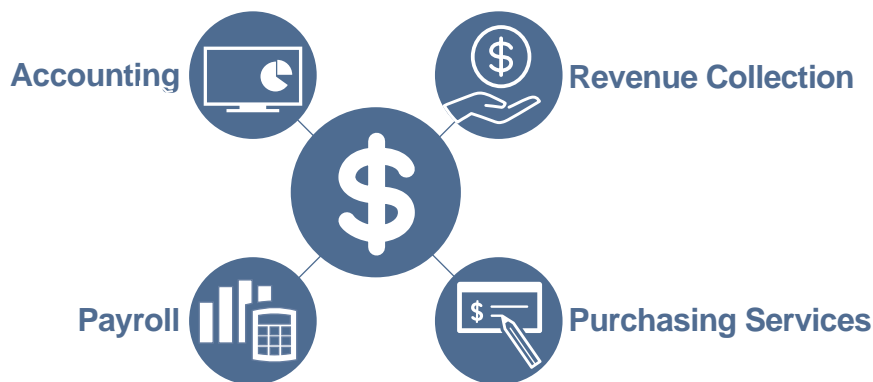 Accounting
Revenue Collection
$
$
Payroll
Purchasing Services
$